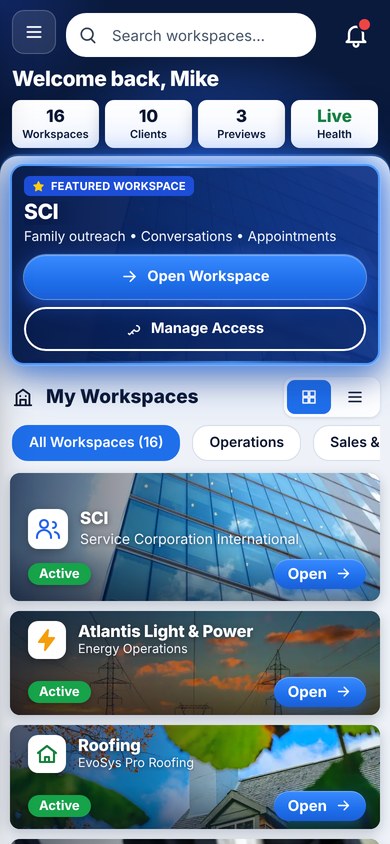 Search workspaces...
Welcome back, Mike
16
Workspaces
10
Clients
3
Previews
Live
Health
FEATURED WORKSPACE
SCI
Family outreach • Conversations • Appointments
Open Workspace
Manage Access
My Workspaces
All Workspaces (16)
Operations
Sales &
SCI
Service Corporation International
Active
Open
Atlantis Light & Power
Energy Operations
Active
Open
Roofing
EvoSys Pro Roofing
Active
Open